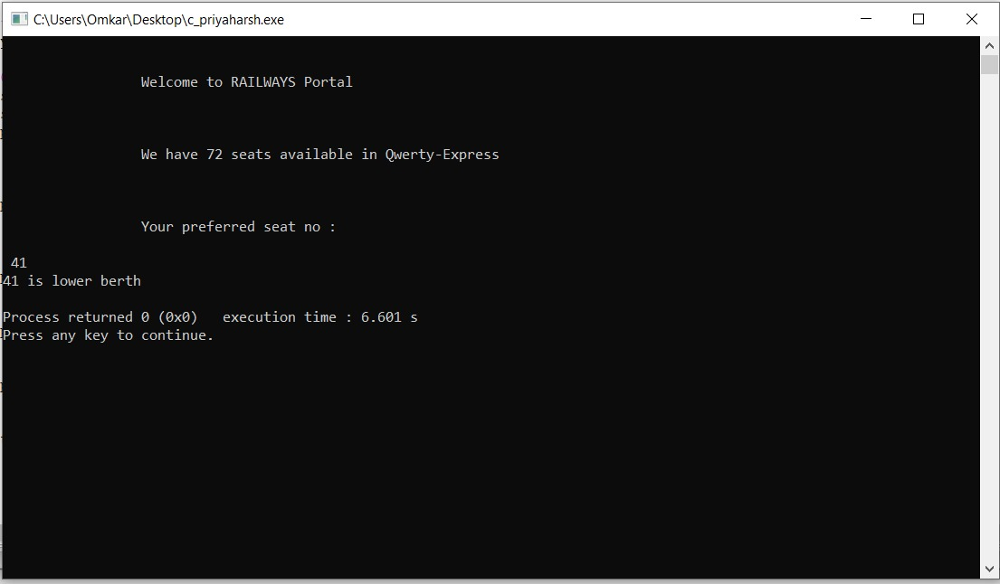 C:\Users\Omkar\Desktop\c_priyaharsh.exe
Welcome to RAILWAYS Portal
We have 72 seats available in Qwerty-Express
Your preferred seat no :
41
41 is lower berth
Process returned 0 (0x0)   execution time : 6.601 s
Press any key to continue.